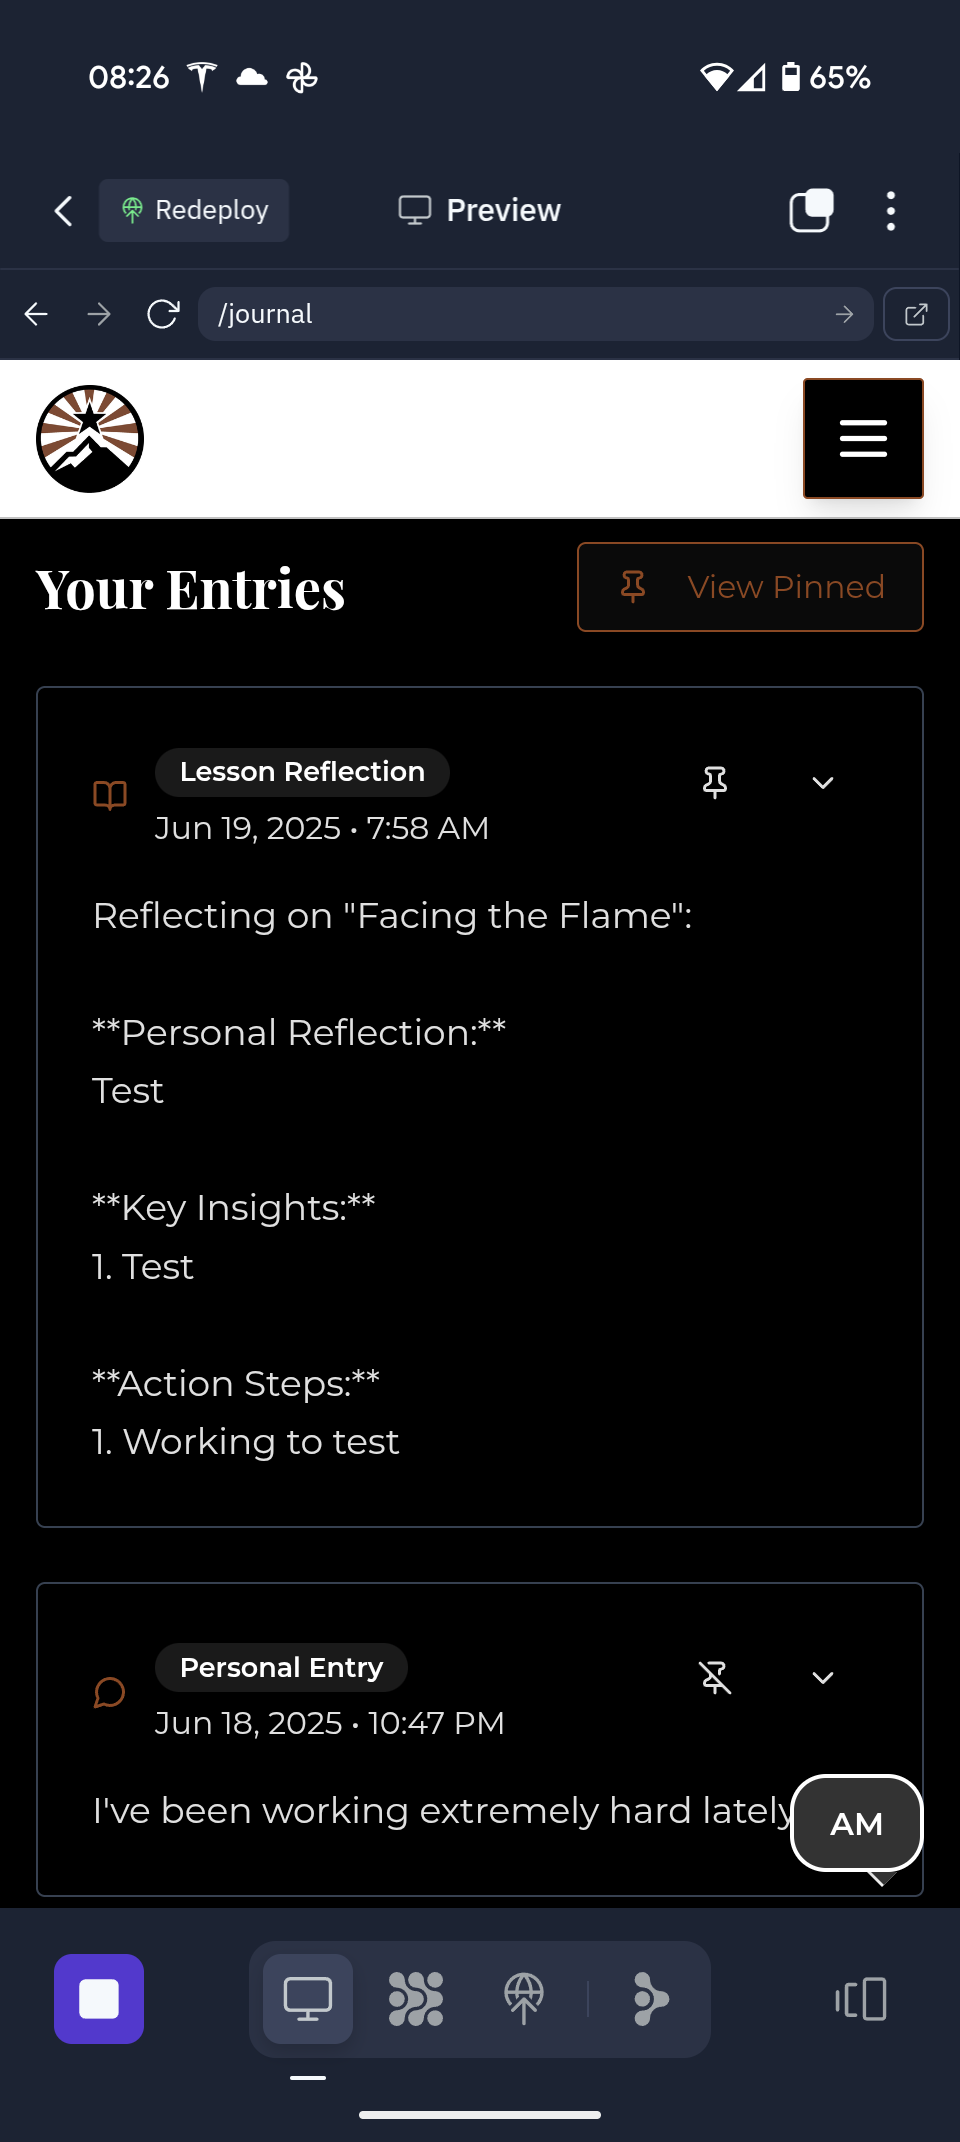 08:26
65%
Redeploy
Preview
/journal
Your Entries
View Pinned
Lesson Reflection
Jun 19, 2025 • 7:58 AM
Reflecting on "Facing the Flame":
**Personal Reflection:**
Test
**Key Insights:**
1. Test
**Action Steps:**
1. Working to test
Personal Entry
Jun 18, 2025 • 10:47 PM
I've been working extremely hard lately
AM